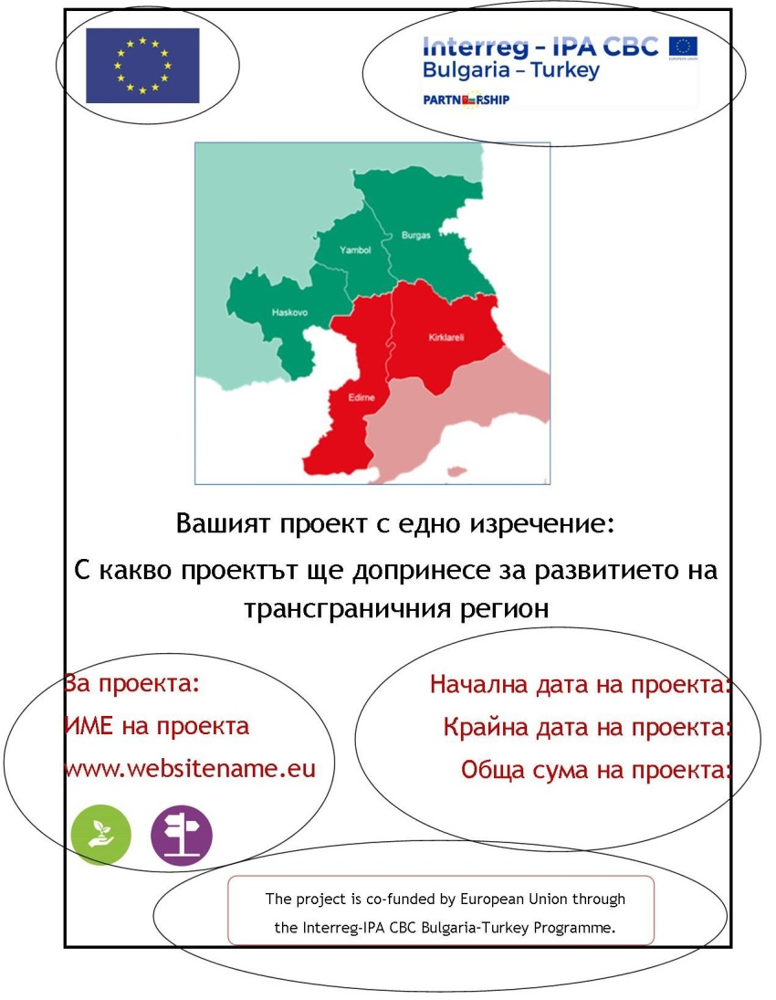 Interreg - IPA CBC
EUROPEAN UNION
Bulgaria - Turkey
PARTNERSHIP
Burgas
Yambol
Haskovo
Kirklareli
Edirne
Вашият проект с едно изречение:
С какво проектът ще допринесе за развитието на
трансграничния регион
За проекта:
ИМЕ на проекта
www.websitename.eu
Начална дата на проекта:
Крайна дата на проекта:
Обща сума на проекта:
The project is co-funded by European Union through
the Interreg-IPA CBC Bulgaria-Turkey Programme.